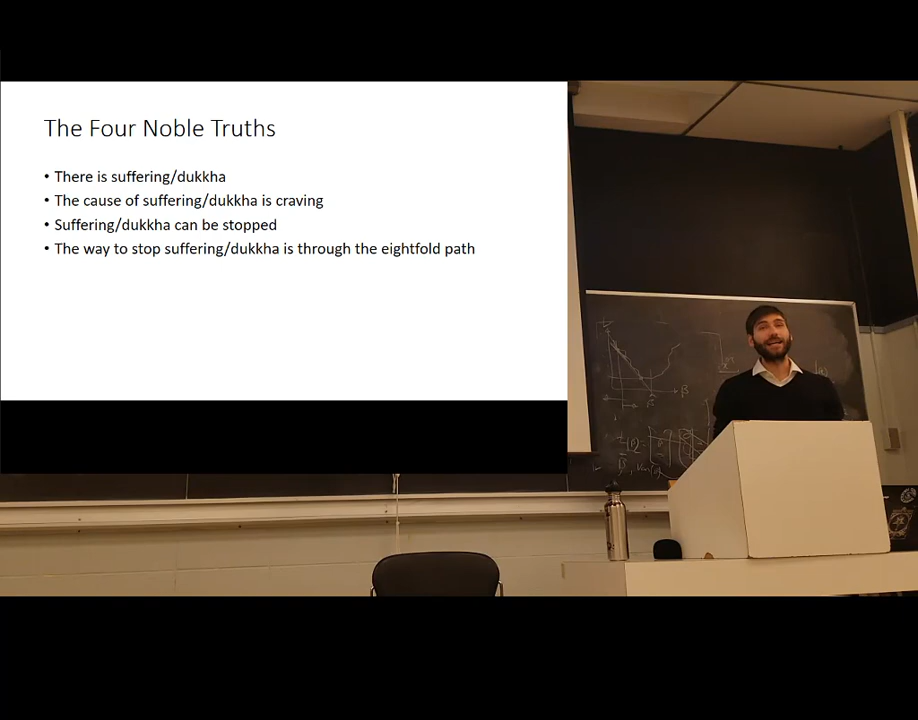 The Four Noble Truths
• There is suffering/dukkha
• The cause of suffering/dukkha is craving
• Suffering/dukkha can be stopped
• The way to stop suffering/dukkha is through the eightfold path
β